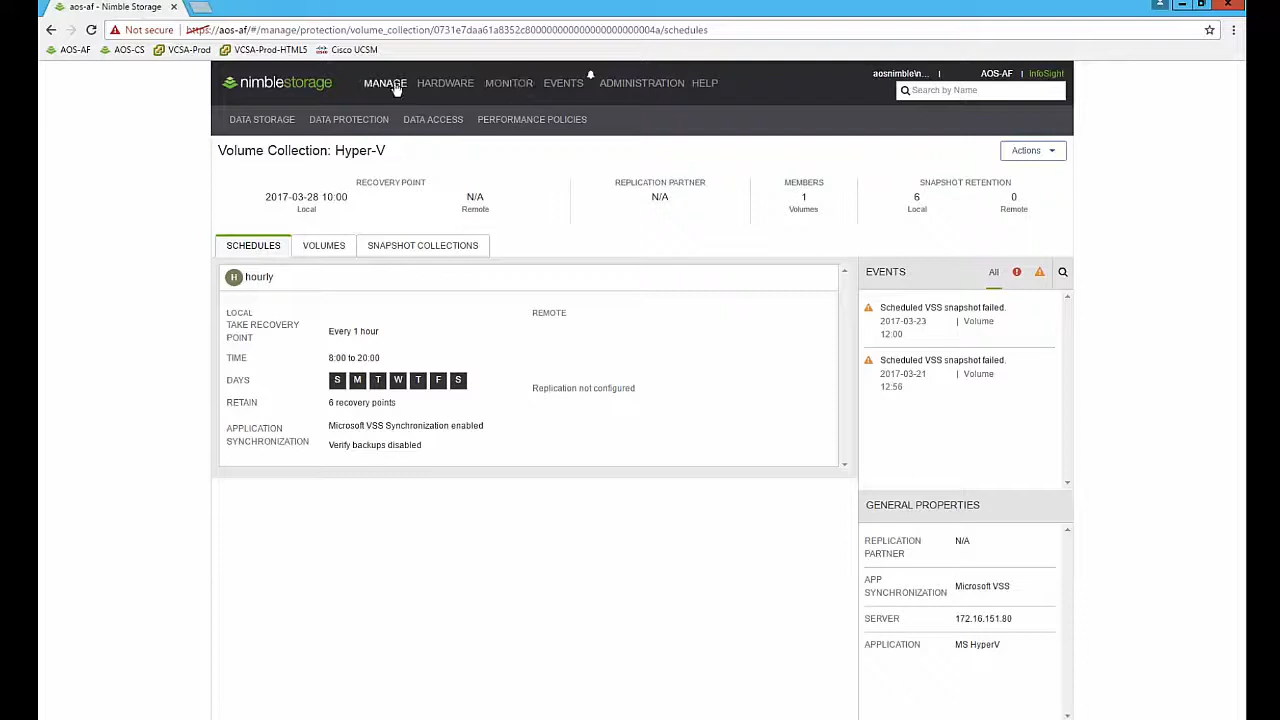 aos-af - Nimble Storage
Not secure
https://aos-af/#/manage/protection/volume_collection/0731e7daa61a8352c800000000000000000000004a/schedules
AOS-AF AOS-CS VCSA-Prod VCSA-Prod-HTML5 Cisco UCSM
nimblestorage
MANAGE HARDWARE MONITOR EVENTS ADMINISTRATION HELP
aosnimble\n... | AOS-AF | InfoSight
Search by Name
DATA STORAGE DATA PROTECTION DATA ACCESS PERFORMANCE POLICIES
Volume Collection: Hyper-V
Actions
RECOVERY POINT
2017-03-28 10:00 N/A
Local Remote
REPLICATION PARTNER
N/A
MEMBERS
1
Volumes
SNAPSHOT RETENTION
6 0
Local Remote
SCHEDULES VOLUMES SNAPSHOT COLLECTIONS
H hourly
LOCAL
TAKE RECOVERY
POINT
Every 1 hour
TIME 8:00 to 20:00
DAYS S M T W T F S
RETAIN 6 recovery points
APPLICATION
SYNCHRONIZATION
Microsoft VSS Synchronization enabled
Verify backups disabled
REMOTE
Replication not configured
EVENTS All
Scheduled VSS snapshot failed.
2017-03-23 | Volume
12:00
Scheduled VSS snapshot failed.
2017-03-21 | Volume
12:56
GENERAL PROPERTIES
REPLICATION
PARTNER
N/A
APP
SYNCHRONIZATION
Microsoft VSS
SERVER 172.16.151.80
APPLICATION MS HyperV